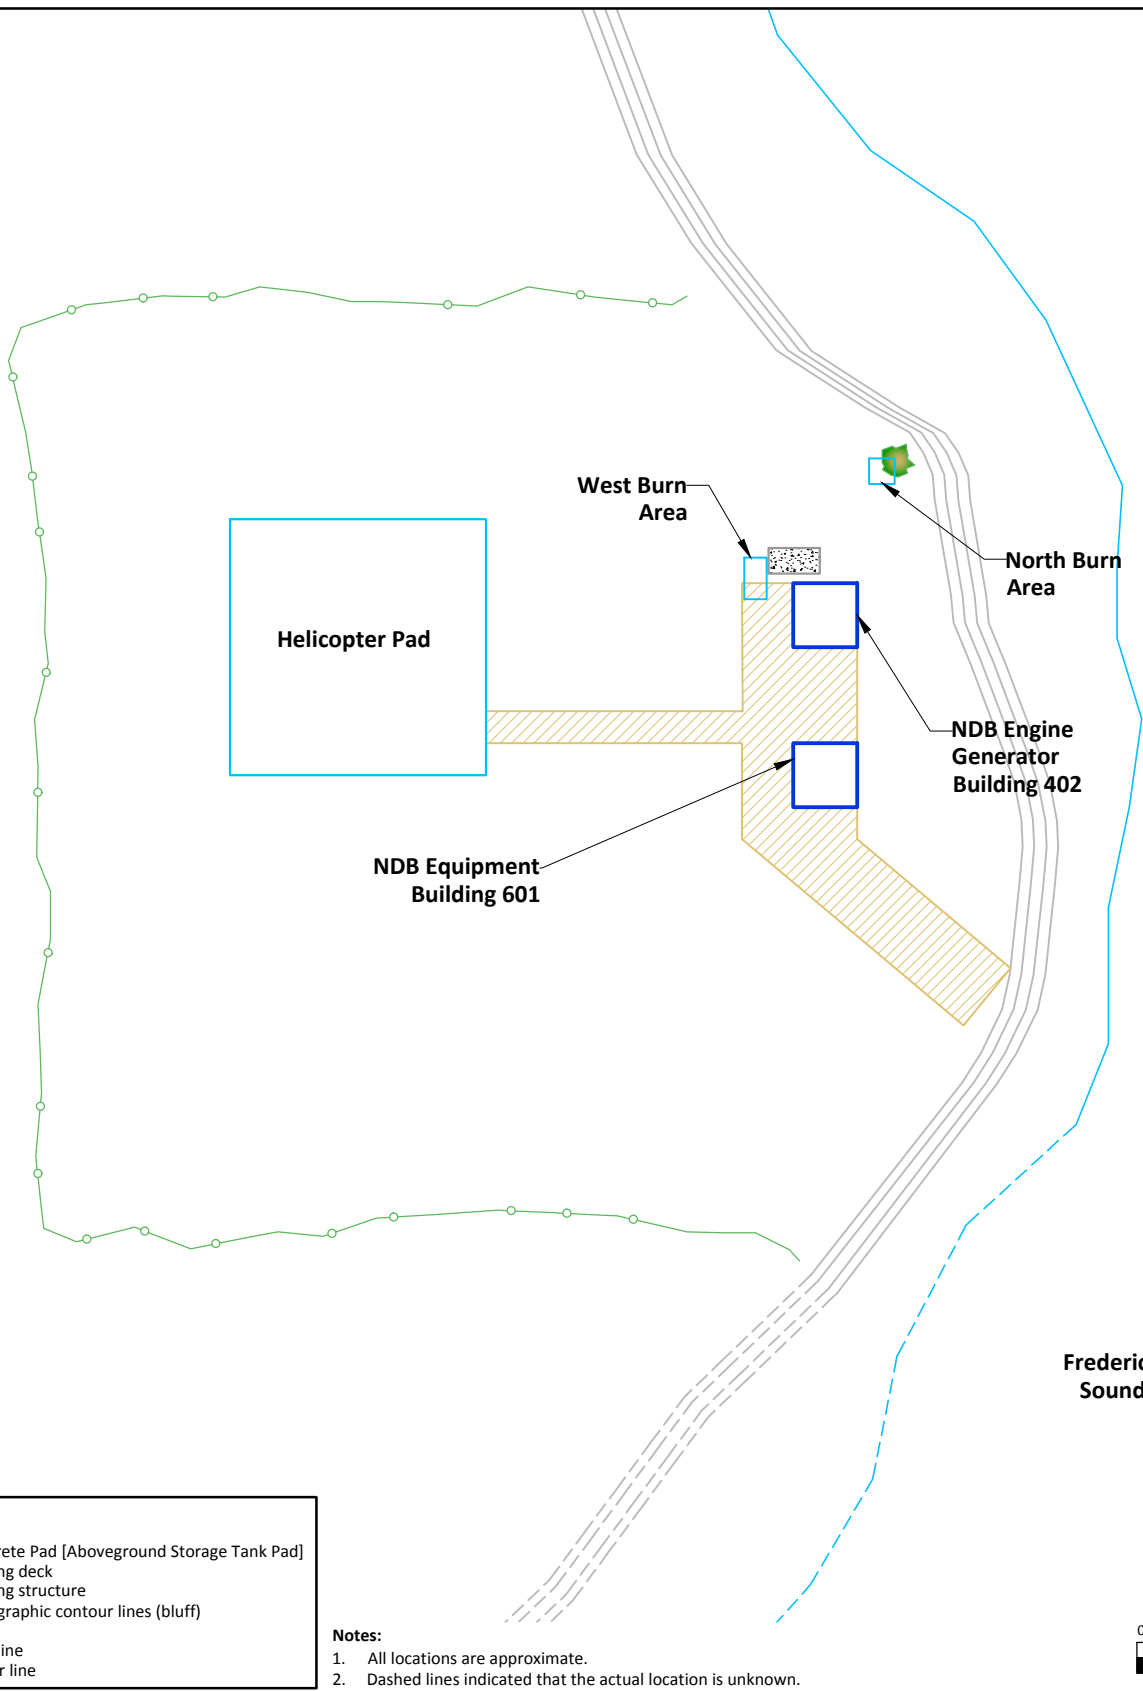 West Burn
Area
North Burn
Area
Helicopter Pad
NDB Engine
Generator
Building 402
NDB Equipment
Building 601
Frederic
Sound
rete Pad [Aboveground Storage Tank Pad]
ng deck
ng structure
graphic contour lines (bluff)
ine
r line
Notes:
1. All locations are approximate.
2. Dashed lines indicated that the actual location is unknown.
0